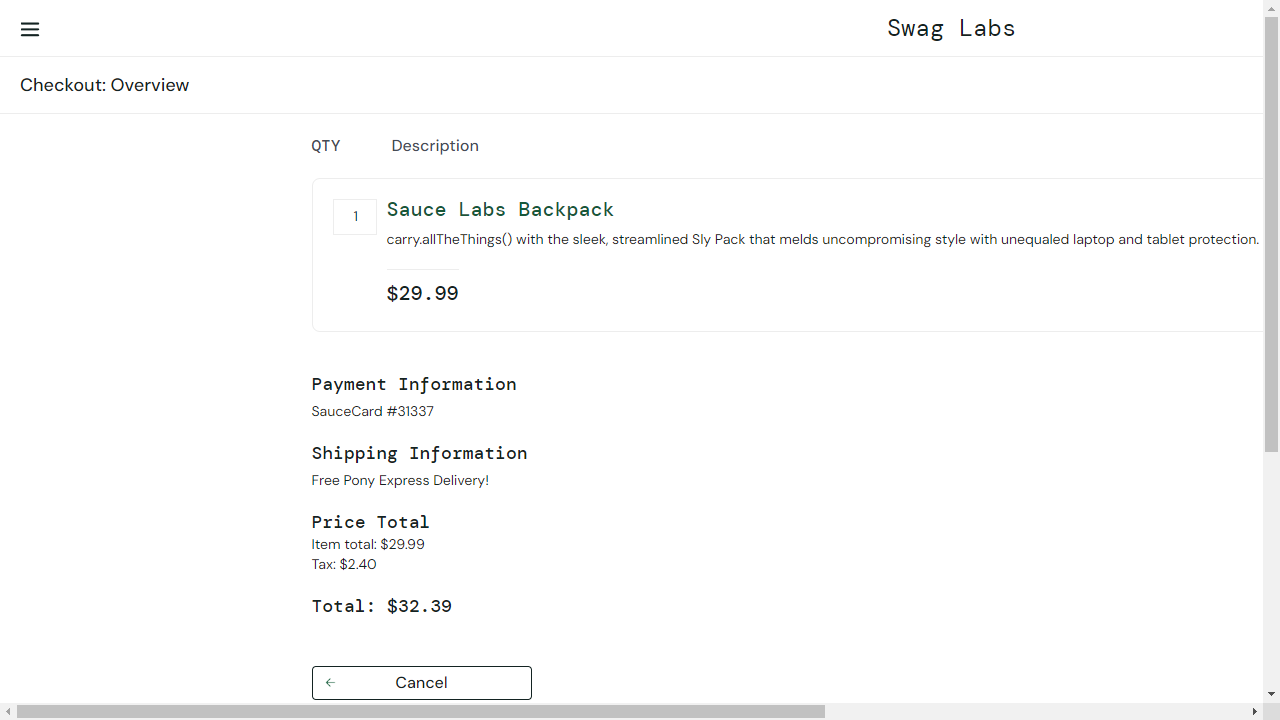 Swag Labs
Checkout: Overview
QTY Description
1 Sauce Labs Backpack
carry.allTheThings() with the sleek, streamlined Sly Pack that melds uncompromising style with unequaled laptop and tablet protection.
$29.99
Payment Information
SauceCard #31337
Shipping Information
Free Pony Express Delivery!
Price Total
Item total: $29.99
Tax: $2.40
Total: $32.39
Cancel